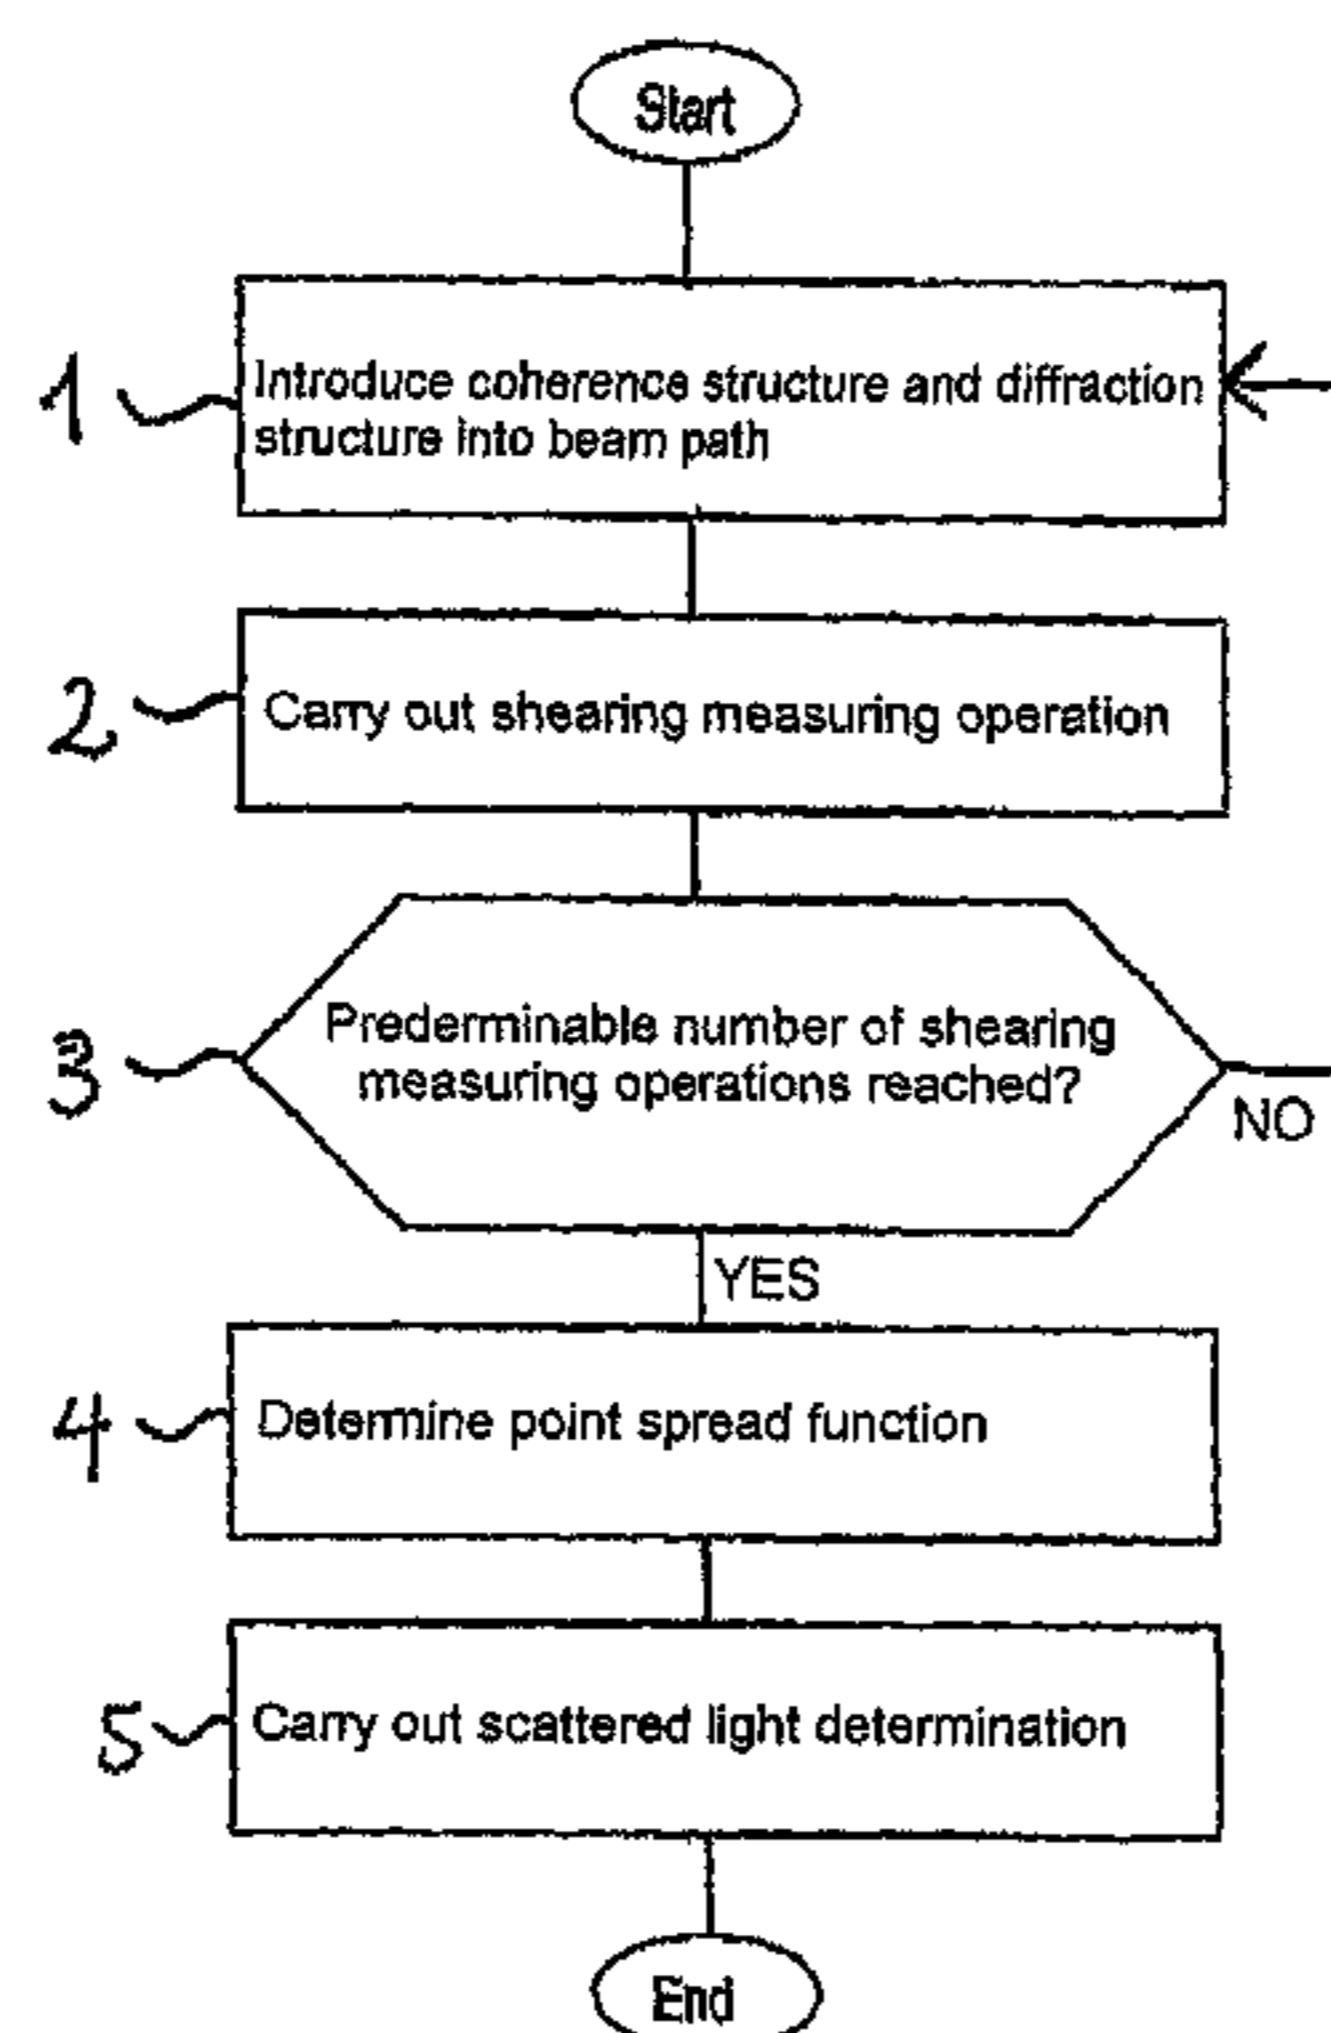 Start
1
Introduce coherence structure and diffraction
structure into beam path
2
Carry out shearing measuring operation
3
Prederminable number of shearing
measuring operations reached?
NO
YES
4
Determine point spread function
5
Carry out scattered light determination
End